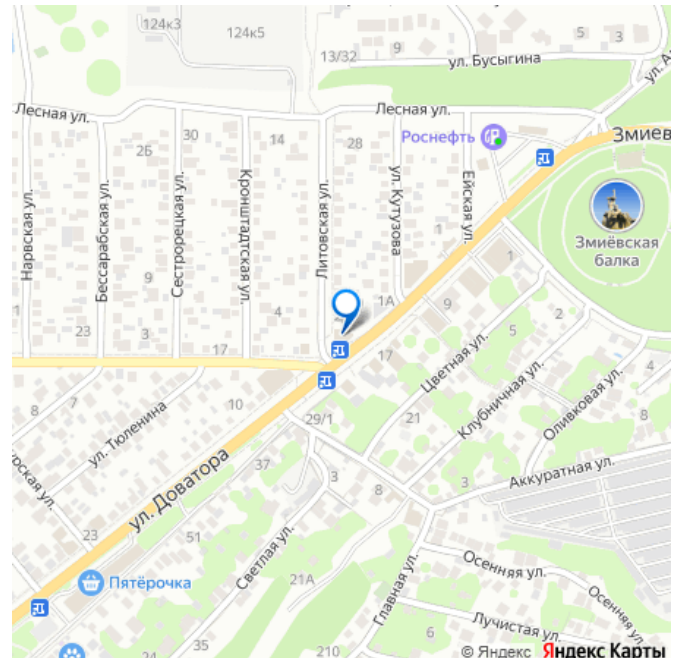 124к3
124к5
13/32
9
5
3
ул. Бусыгина
Лесная ул.
Лесная ул.
Роснефть
Змиёв
26
30
14
28
Нарвская ул.
Бессарабская ул.
Сестрорецкая ул.
Кронштадтская ул.
Литовская ул.
ул. Кутузова
Ейская ул.
Змиёвская
балка
1
1
9
4
1А
9
5
2
23
3
17
17
4
Цветная ул.
Клубничная ул.
Оливковая ул.
8
7
10
29/1
21
8
ул. Тюленина
ул. Доватора
37
3
8
Аккуратная ул.
23
51
Светлая ул.
Пятёрочка
21А
Главная ул.
Осенняя ул.
Осенняя ул.
Лучистая ул.
24
35
6
© Яндекс Яндекс Карты